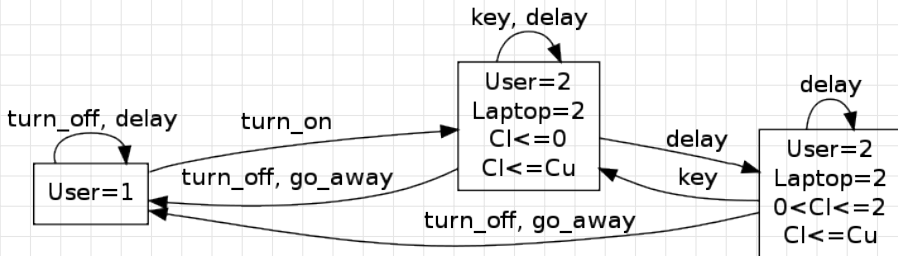 key, delay
User=2
Laptop=2
Cl<=0
Cl<=Cu
delay
User=2
Laptop=2
0<Cl<=2
Cl<=Cu
turn_off, delay
turn_on
delay
key
User=1
turn_off, go_away
turn_off, go_away